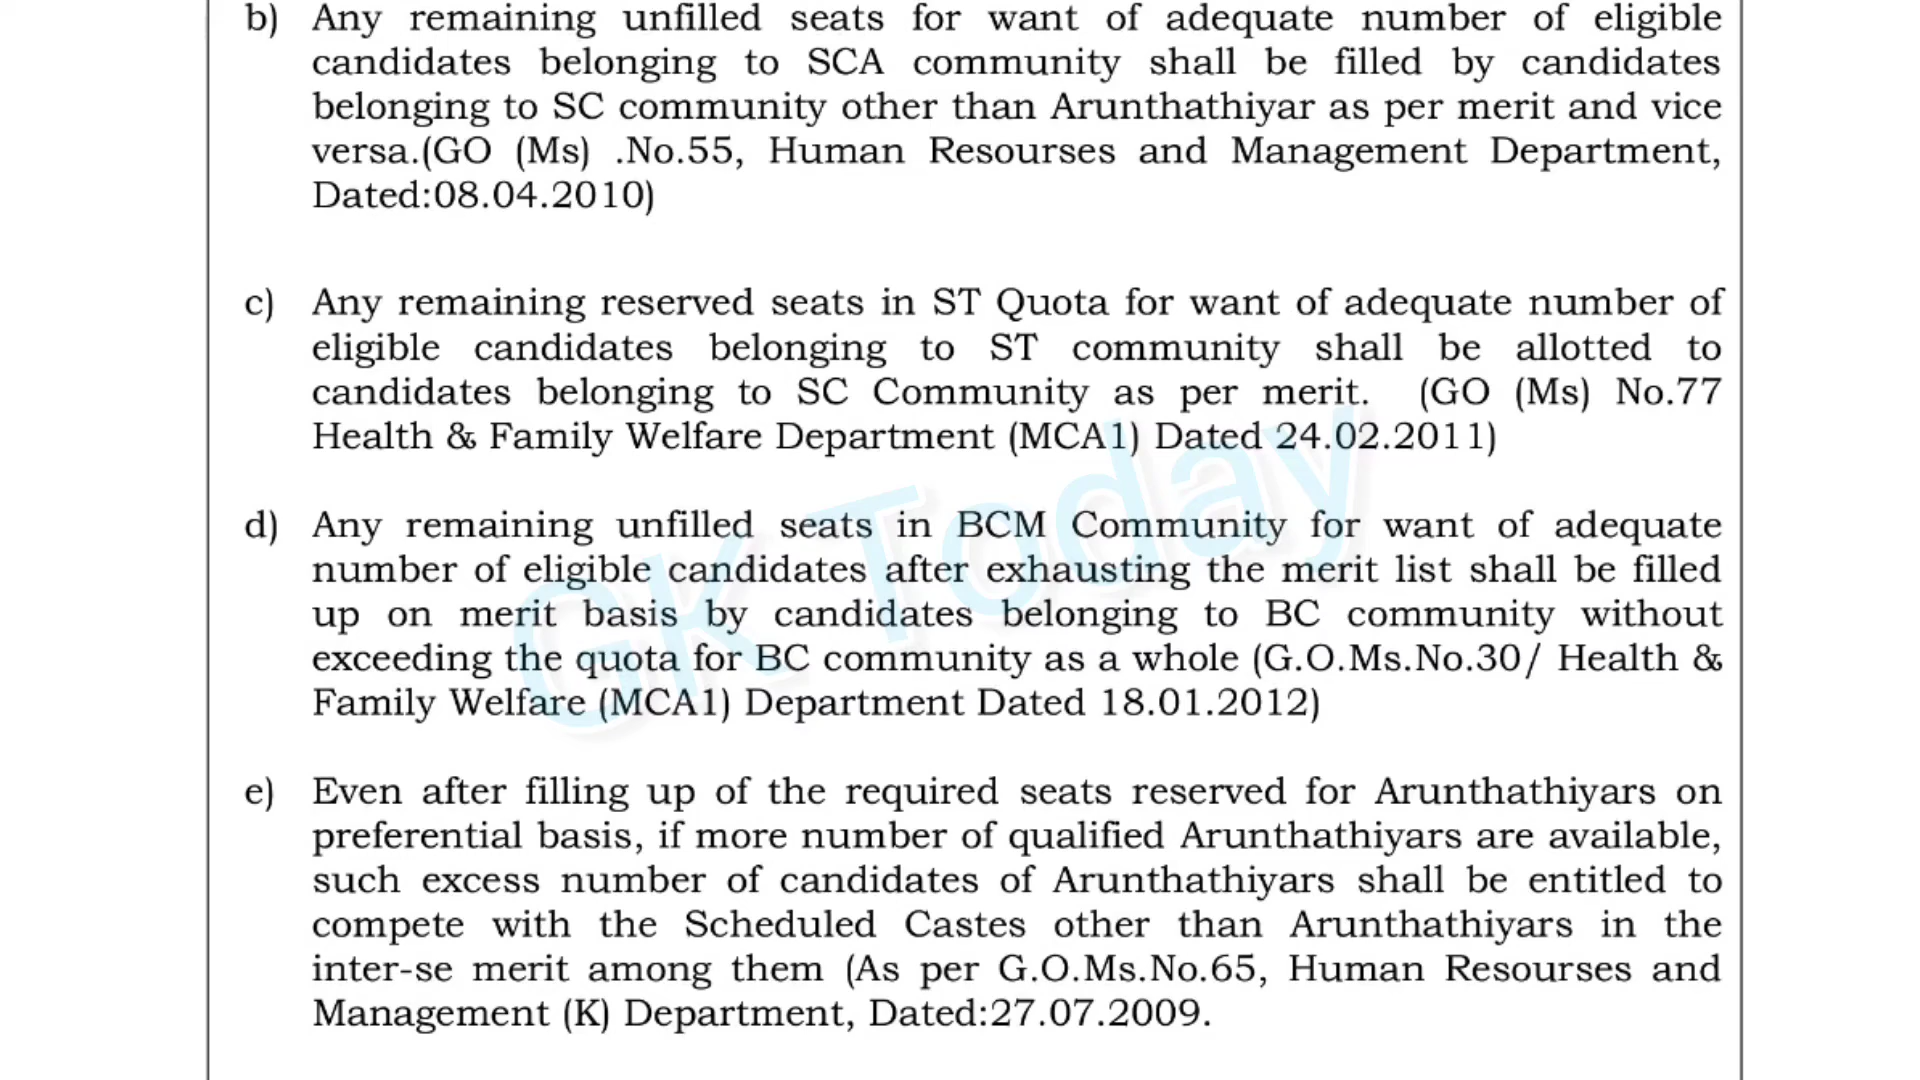 b) Any remaining unfilled seats for want of adequate number of eligible
candidates belonging to SCA community shall be filled by candidates
belonging to SC community other than Arunthathiyar as per merit and vice
versa.(GO (Ms) .No.55, Human Resourses and Management Department,
Dated:08.04.2010)
c) Any remaining reserved seats in ST Quota for want of adequate number of
eligible candidates belonging to ST community shall be allotted to
candidates belonging to SC Community as per merit. (GO (Ms) No.77
Health & Family Welfare Department (MCA1) Dated 24.02.2011)
d) Any remaining unfilled seats in BCM Community for want of adequate
number of eligible candidates after exhausting the merit list shall be filled
up on merit basis by candidates belonging to BC community without
exceeding the quota for BC community as a whole (G.O.Ms.No.30/ Health &
Family Welfare (MCA1) Department Dated 18.01.2012)
e) Even after filling up of the required seats reserved for Arunthathiyars on
preferential basis, if more number of qualified Arunthathiyars are available,
such excess number of candidates of Arunthathiyars shall be entitled to
compete with the Scheduled Castes other than Arunthathiyars in the
inter-se merit among them (As per G.O.Ms.No.65, Human Resourses and
Management (K) Department, Dated:27.07.2009.
GK Today